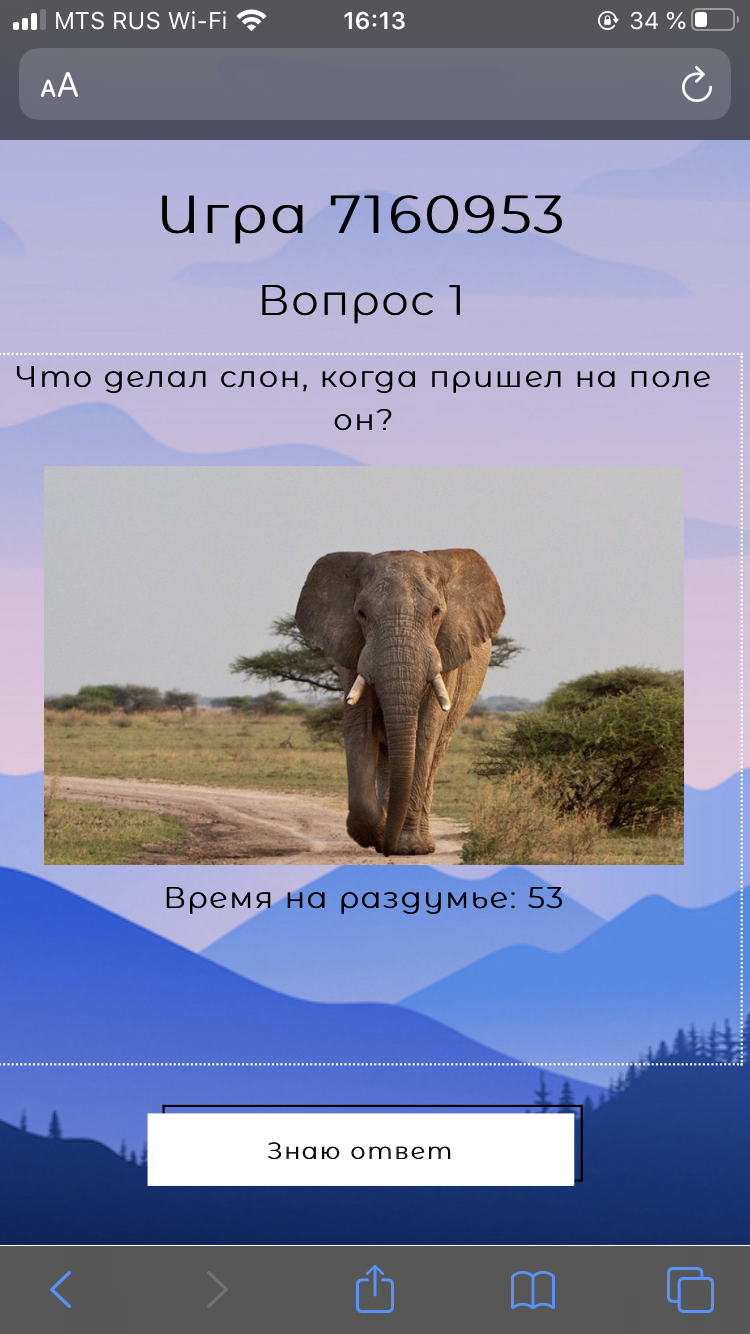 MTS RUS Wi-Fi 16:13 34 %
AA
Игра 7160953
Вопрос 1
Что делал слон, когда пришел на поле
он?
Время на раздумье: 53
Знаю ответ